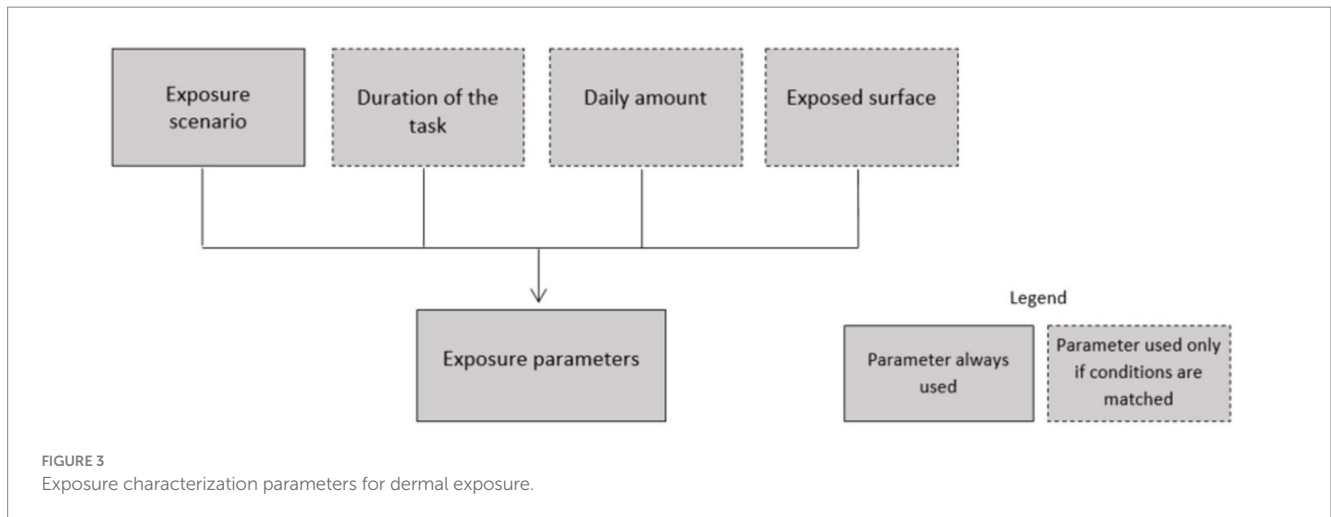 Exposure
scenario
Duration of the
task
Daily amount
Exposed surface
Exposure parameters
Legend
Parameter always
used
Parameter used only
if conditions are
matched
FIGURE 3
Exposure characterization parameters for dermal exposure.